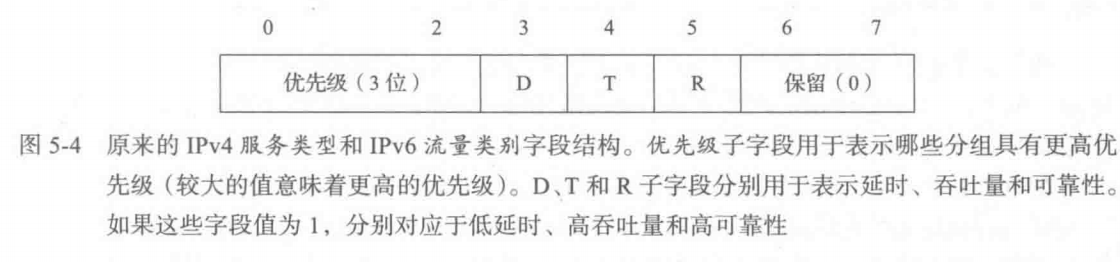 0 2 3 4 5 6 7
优先级（3 位） D T R 保留（0）
图 5-4 原来的 IPv4 服务类型和 IPv6 流量类别字段结构。优先级子字段用于表示哪些分组具有更高优
先级（较大的值意味着更高的优先级）。D、T 和 R 子字段分别用于表示延时、吞吐量和可靠性。
如果这些字段值为 1，分别对应于低延时、高吞吐量和高可靠性